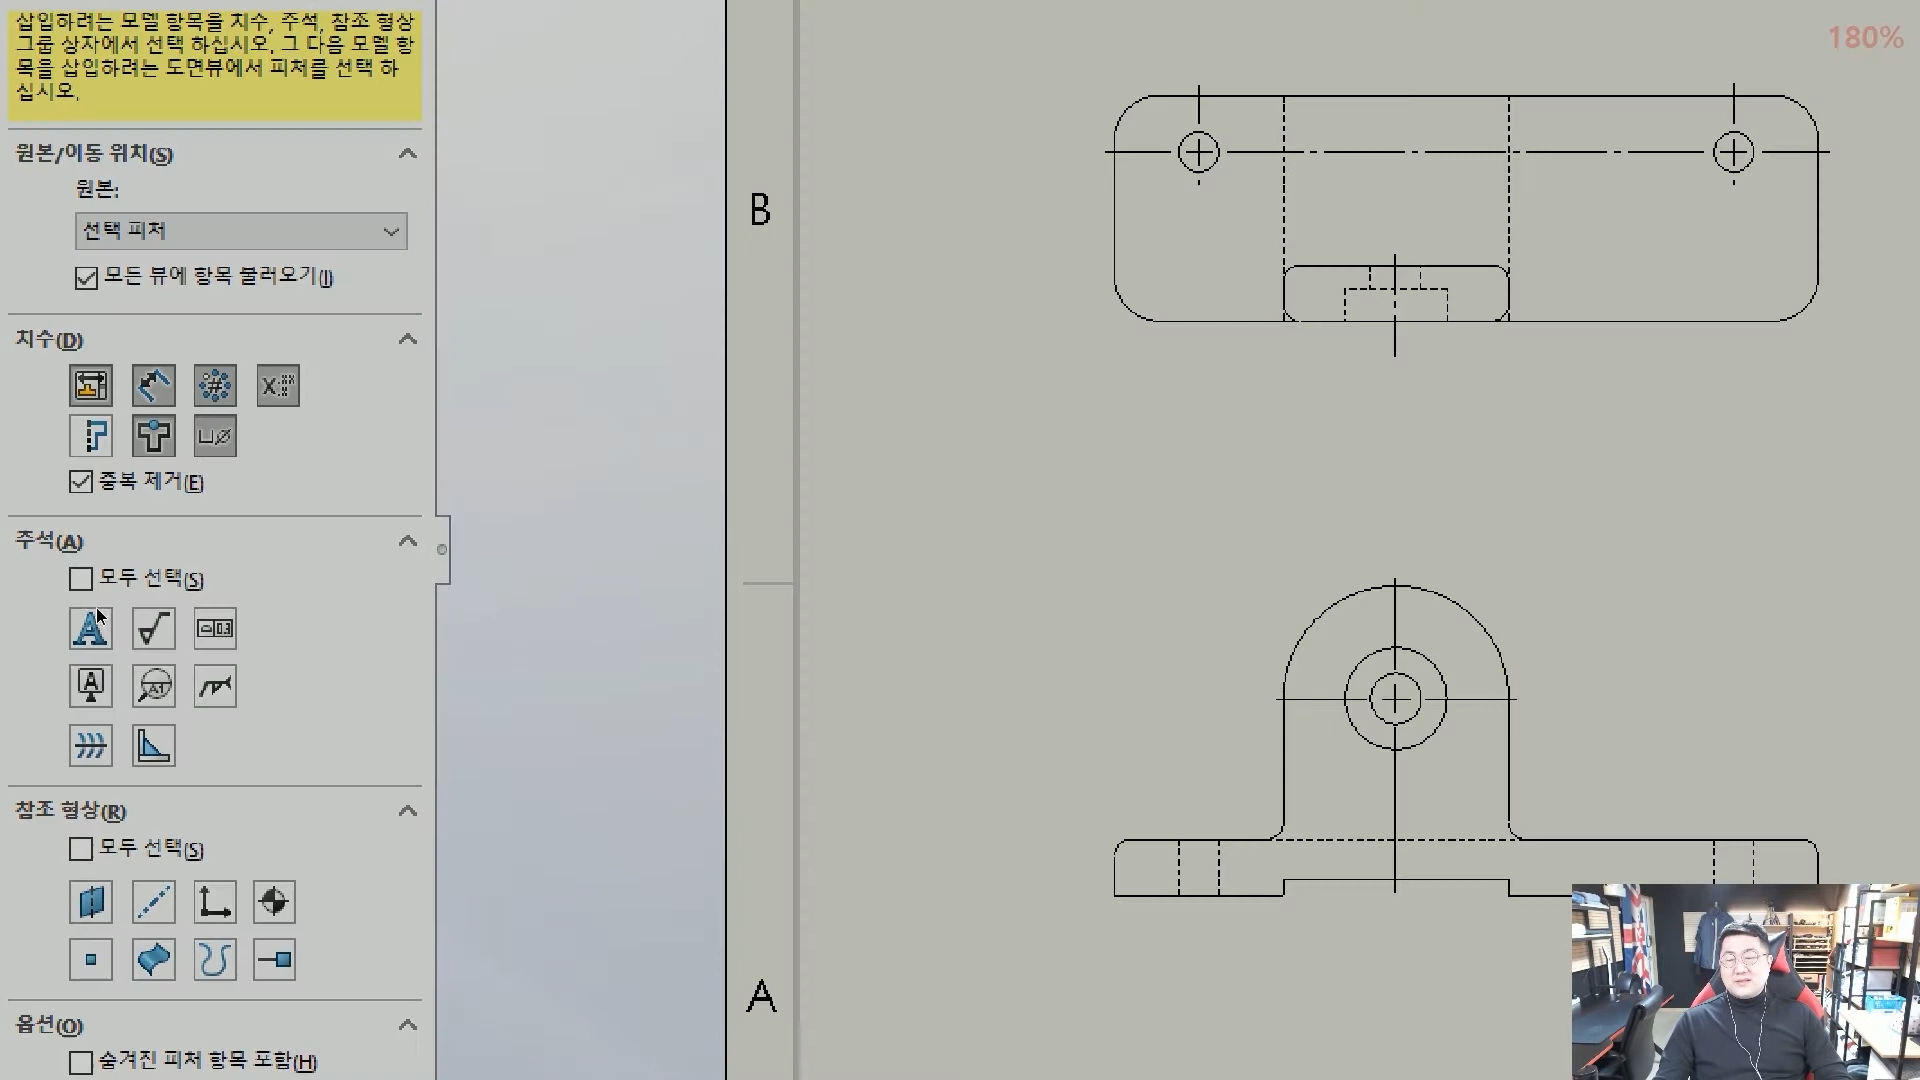 삽입하려는 모델 항목을 치수, 주석, 참조 형상
그룹 상자에서 선택 하십시오. 그 다음 모델 항
목을 삽입하려는 도면뷰에서 피처를 선택 하
십시오.
180%
원본/이동 위치(S)
원본:
선택 피처
모든 뷰에 항목 불러오기(I)
B
치수(D)
#
X:
중복 제거(E)
주석(A)
모두 선택(S)
A
0.3
A
A1
참조 형상(R)
모두 선택(S)
A
옵션(O)
숨겨진 피처 항목 포함(H)